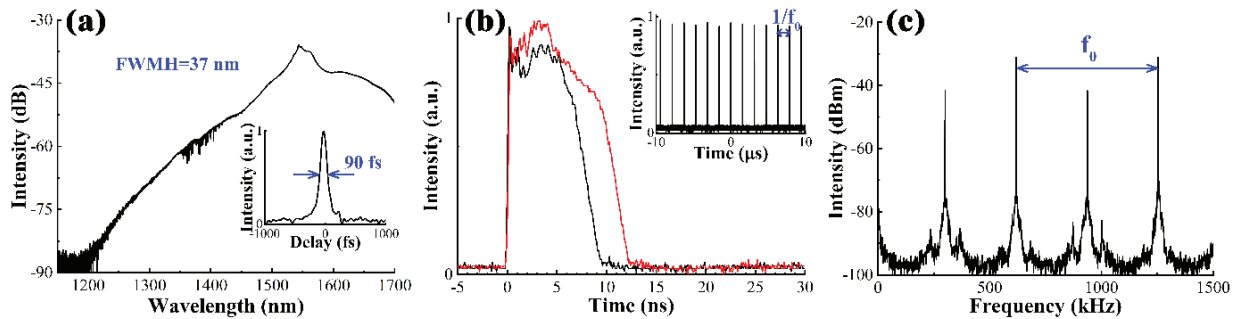 (a)
-30
-45
-60
-75
-90
Intensity (dB)
FWMH=37 nm
1
0
Intensity (a.u.)
90 fs
-1000 0 1000
Delay (fs)
1200 1300 1400 1500 1600 1700
Wavelength (nm)
(b)
1
0
Intensity (a.u.)
1
0
Intensity (a.u.)
1/f0
-10 0 10
Time (μs)
-5 0 5 10 15 20 25 30
Time (ns)
(c)
-20
-40
-60
-80
-100
Intensity (dBm)
f0
0 500 1000 1500
Frequency (kHz)